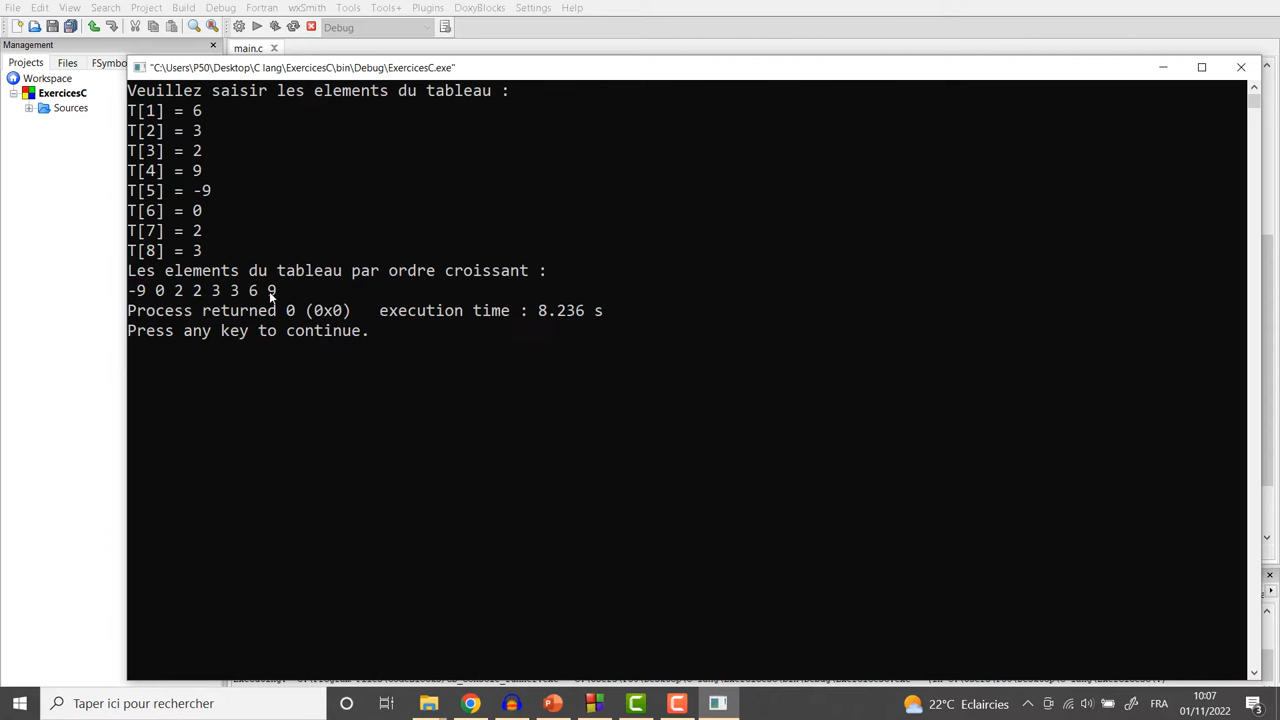 File Edit View Search Project Build Debug Fortran wxSmith Tools Tools+ Plugins DoxyBlocks Settings Help
Debug
Management
main.c
Projects Files FSymbo
Workspace
ExercicesC
Sources
"C:\Users\P50\Desktop\C lang\ExercicesC\bin\Debug\ExercicesC.exe"
Veuillez saisir les elements du tableau :
T[1] = 6
T[2] = 3
T[3] = 2
T[4] = 9
T[5] = -9
T[6] = 0
T[7] = 2
T[8] = 3
Les elements du tableau par ordre croissant :
-9 0 2 2 3 3 6 9
Process returned 0 (0x0)   execution time : 8.236 s
Press any key to continue.
Taper ici pour rechercher
22°C Eclaircies
FRA
10:07
01/11/2022
3